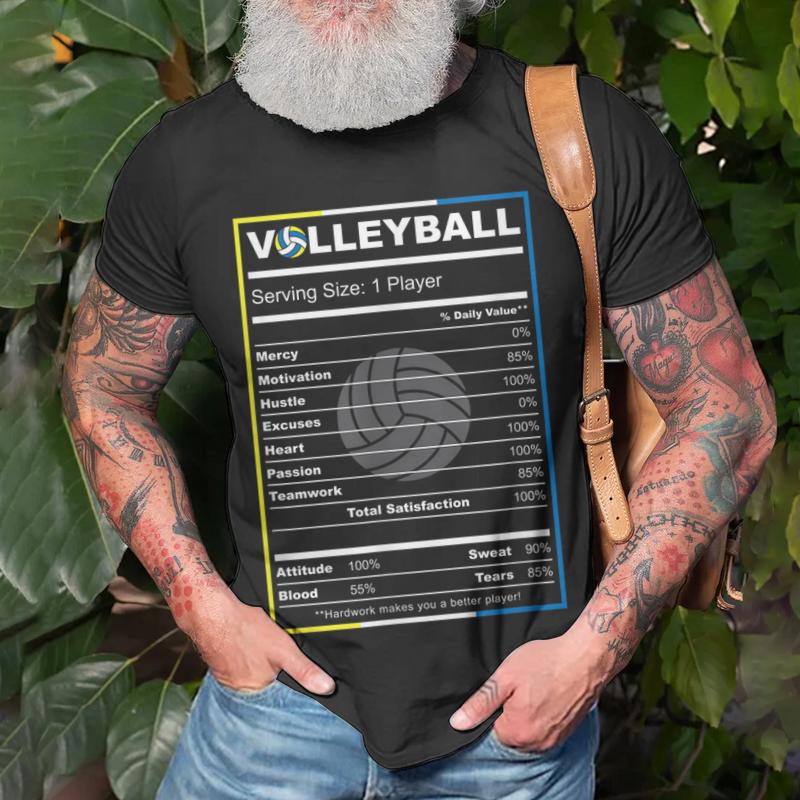 VOLLEYBALL
Serving Size: 1 Player
% Daily Value**
Mercy 0%
Motivation 85%
Hustle 100%
Excuses 0%
Heart 100%
Passion 100%
Teamwork 85%
Total Satisfaction 100%
Attitude 100% Sweat 90%
Blood 55% Tears 85%
**Hardwork makes you a better player!